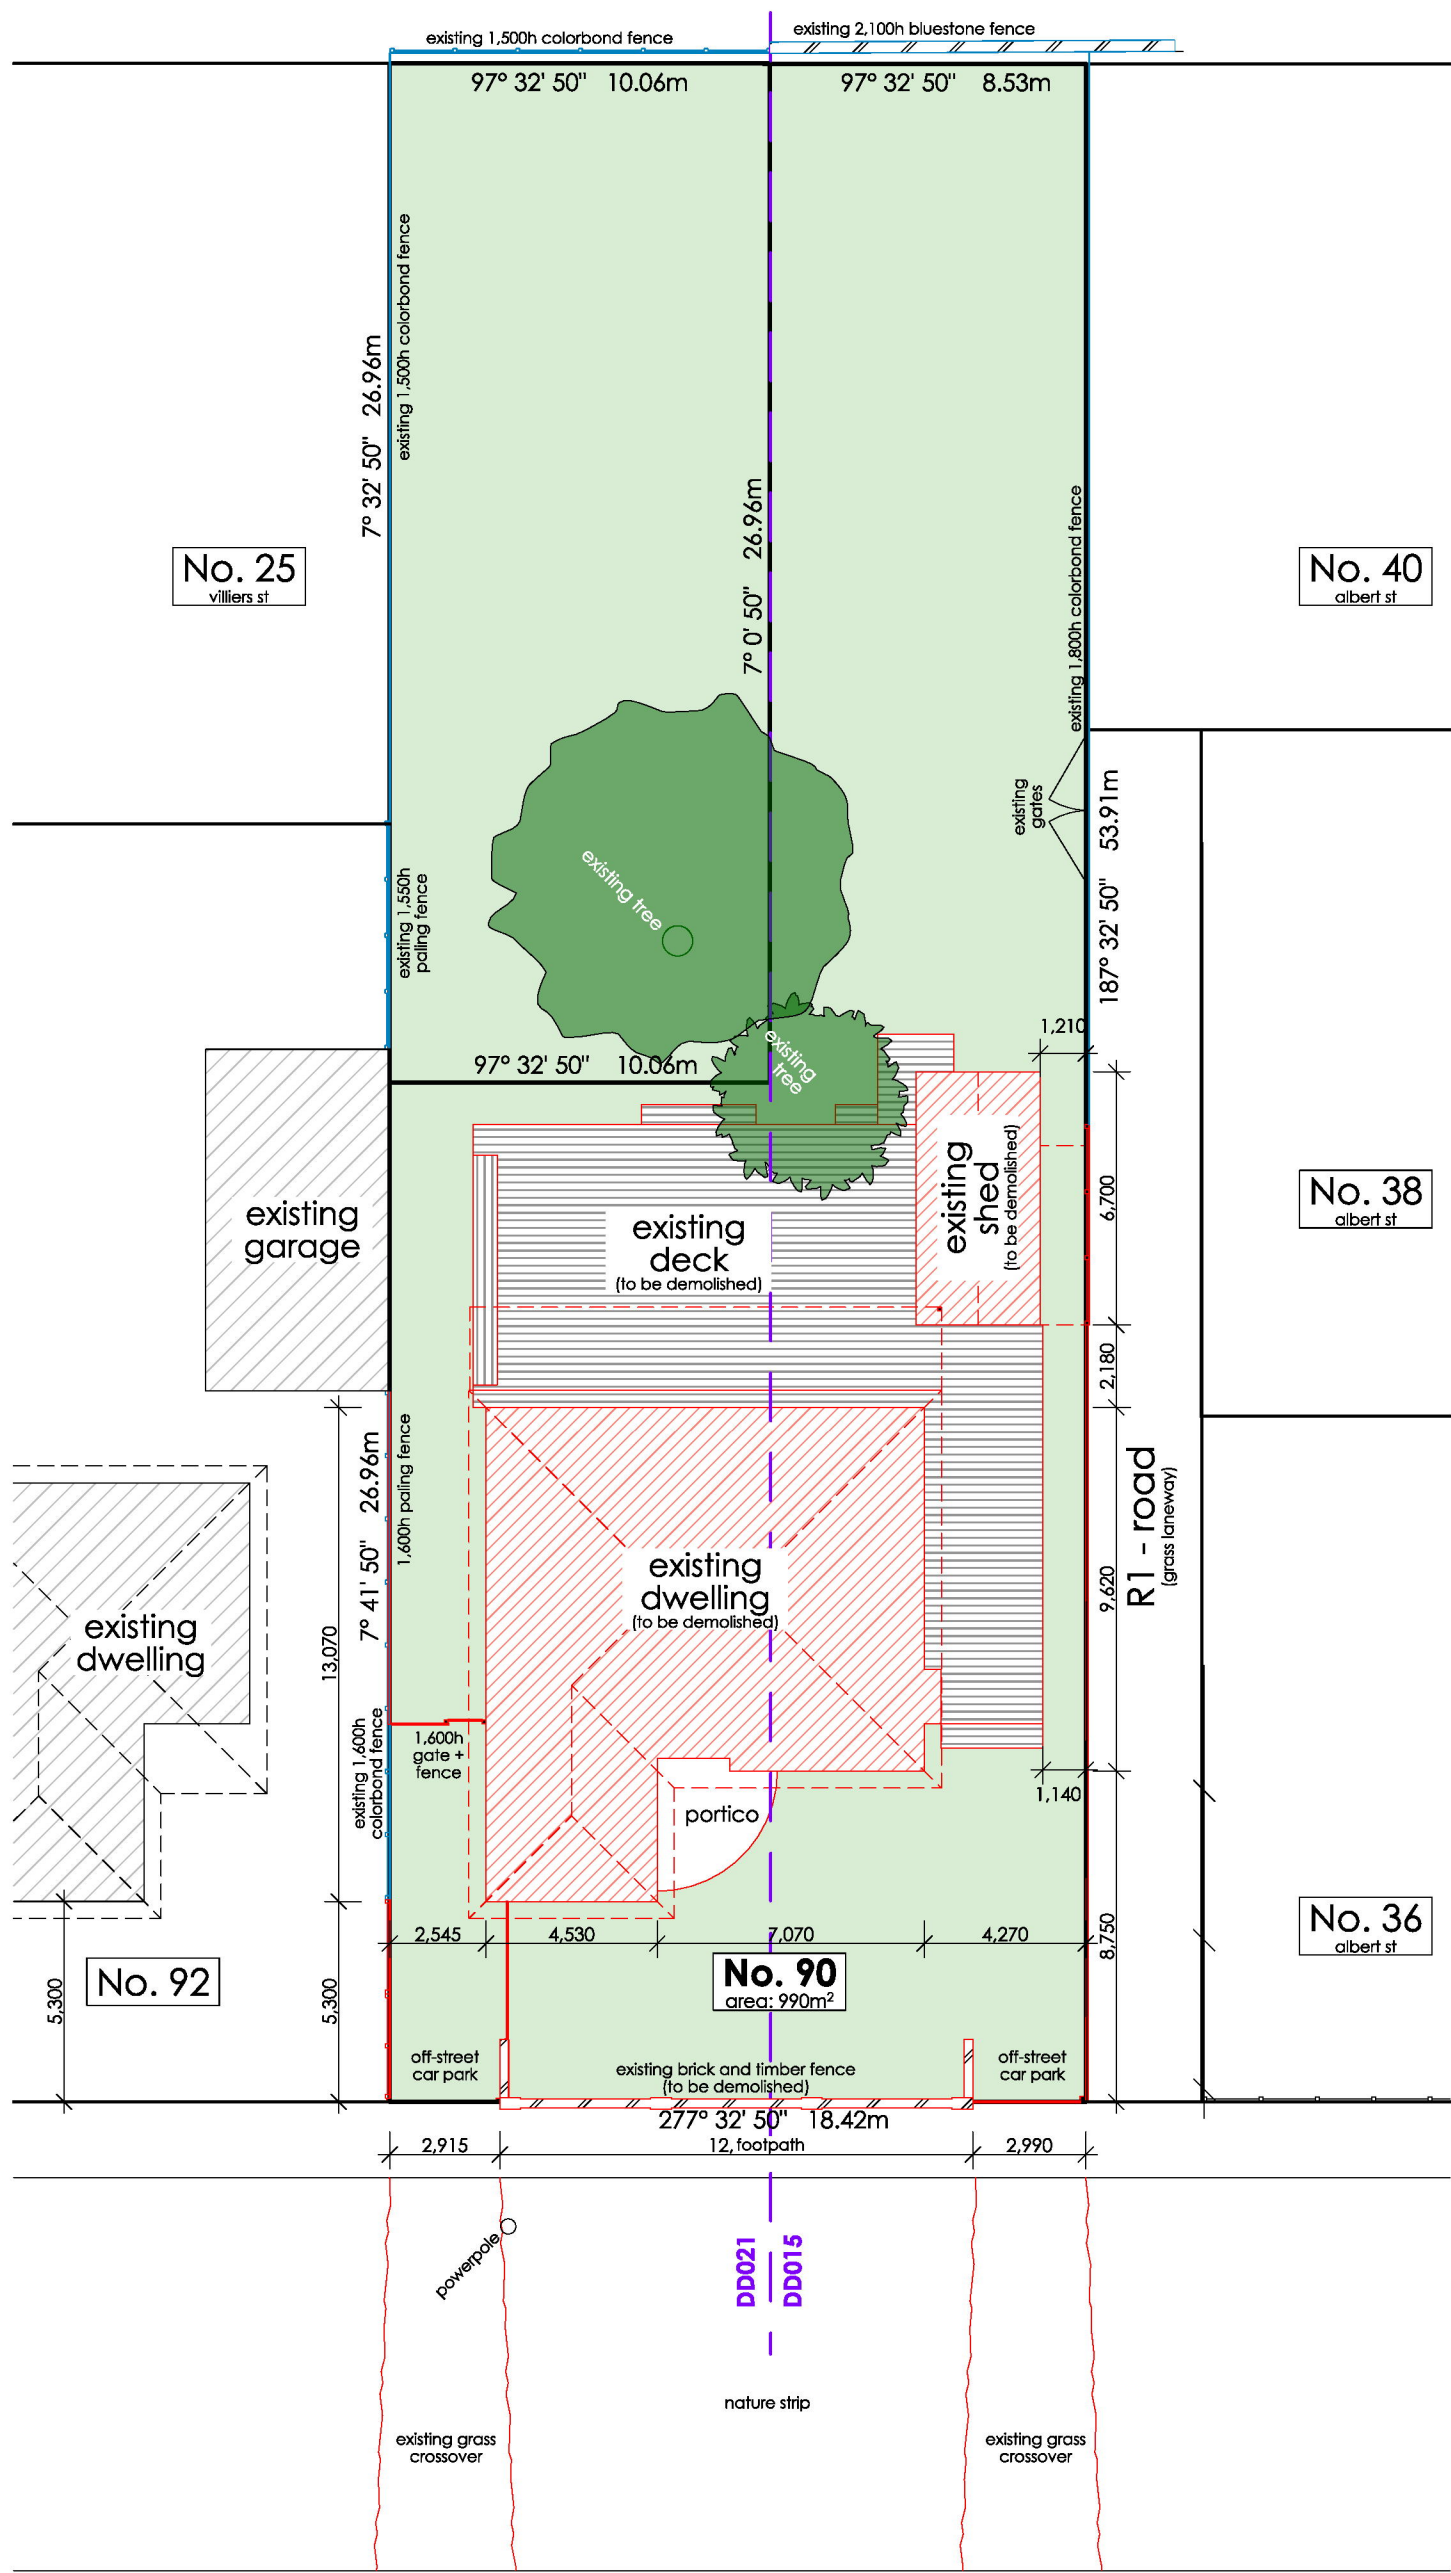 existing 1,500h colorbond fence
existing 2,100h bluestone fence
97° 32' 50" 10.06m
97° 32' 50" 8.53m
7° 32' 50" 26.96m
existing 1,500h colorbond fence
7° 0' 50" 26.96m
existing 1,800h colorbond fence
No. 25
villiers st
No. 40
albert st
existing
gates
187° 32' 50" 53.91m
existing tree
existing 1,550h
paling fence
1,210
existing
tree
97° 32' 50" 10.06m
existing
garage
existing
deck
(to be demolished)
existing
shed
(to be demolished)
6,700
No. 38
albert st
2,180
7° 41' 50" 26.96m
1,600h paling fence
R1 - road
(grass laneway)
existing
dwelling
(to be demolished)
9,620
existing
dwelling
13,070
existing 1,600h
colorbond fence
1,600h
gate +
fence
portico
1,140
2,545
4,530
7,070
4,270
8,750
No. 36
albert st
No. 92
5,300
5,300
No. 90
area: 990m²
off-street
car park
existing brick and timber fence
(to be demolished)
off-street
car park
277° 32' 50" 18.42m
2,915
12,
footpath
2,990
powerpole
DD021
DD015
nature strip
existing grass
crossover
existing grass
crossover